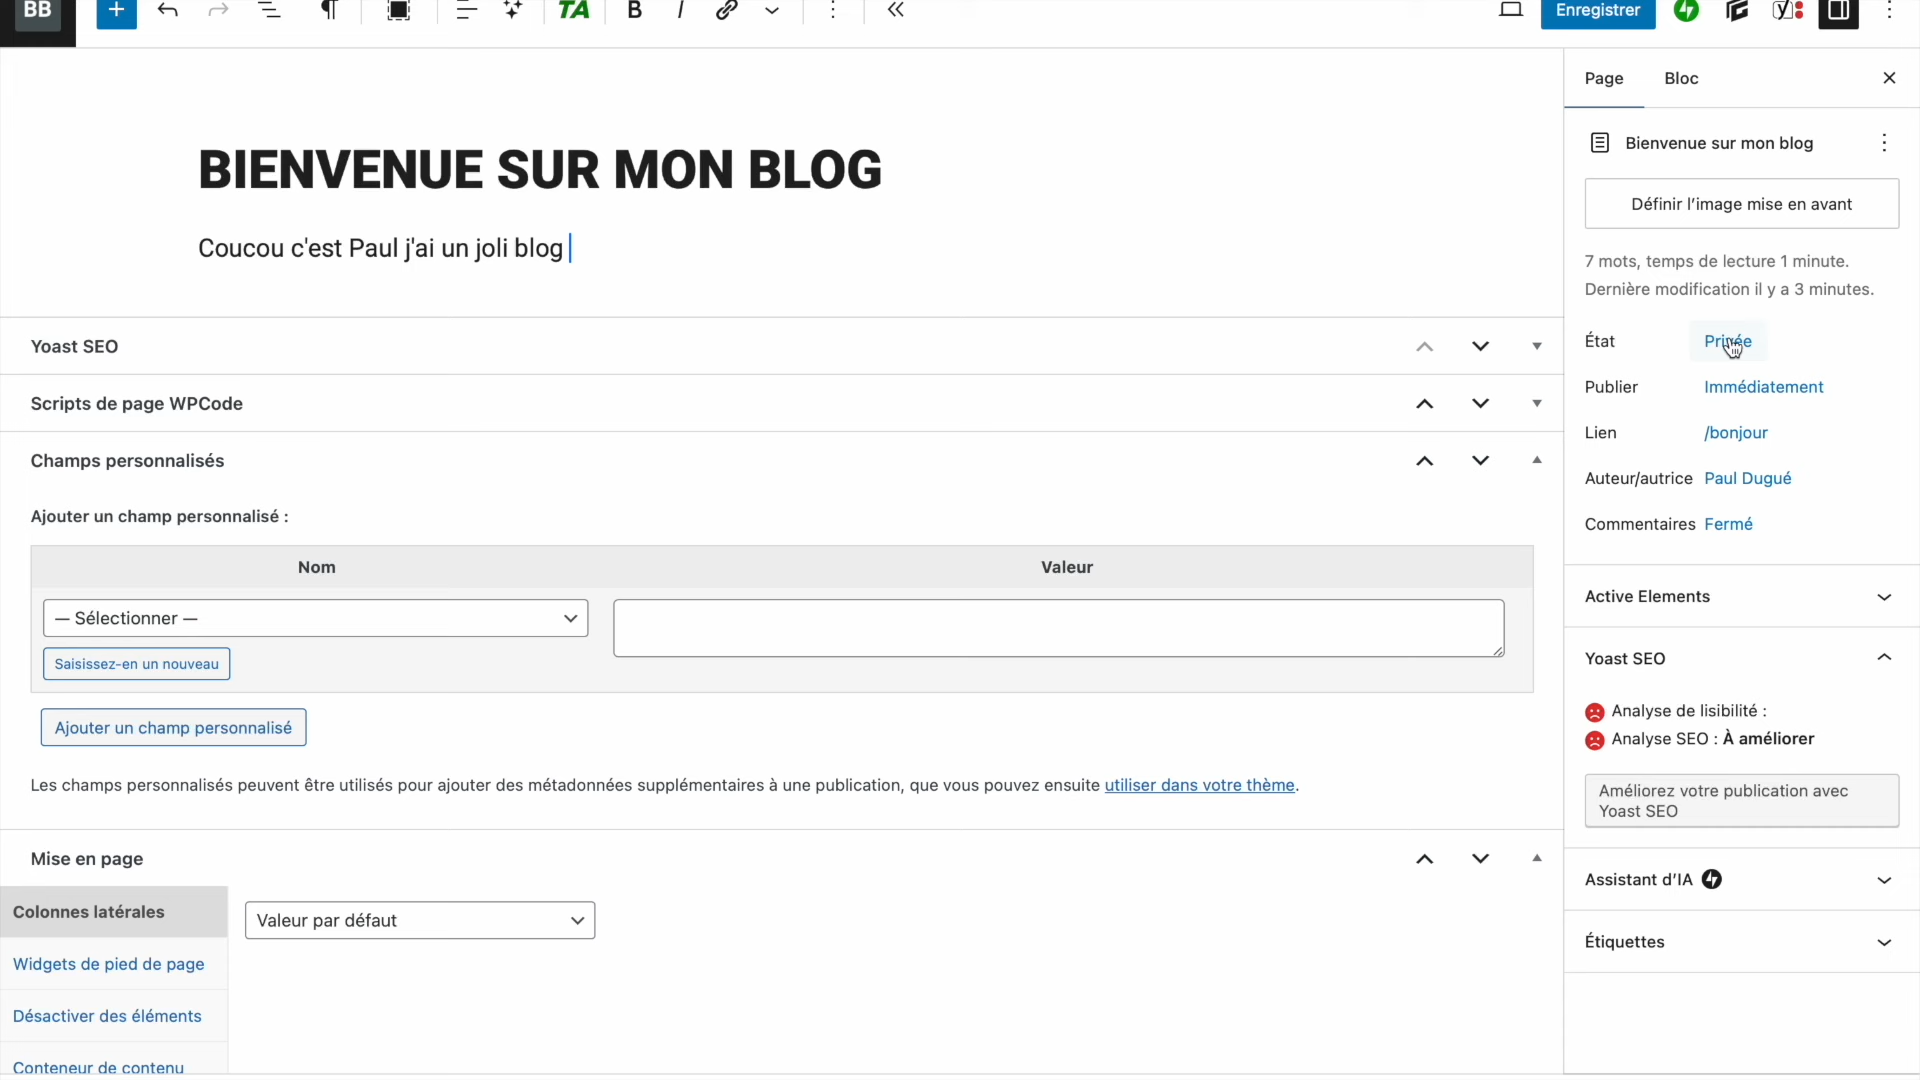 BB
TA
B
I
Enregistrer
Page
Bloc
Bienvenue sur mon blog
Définir l'image mise en avant
BIENVENUE SUR MON BLOG
Coucou c'est Paul j'ai un joli blog
7 mots, temps de lecture 1 minute.
Dernière modification il y a 3 minutes.
État Privée
Publier Immédiatement
Lien /bonjour
Auteur/autrice Paul Dugué
Commentaires Fermé
Yoast SEO
Scripts de page WPCode
Champs personnalisés
Ajouter un champ personnalisé :
Nom Valeur
— Sélectionner —
Saisissez-en un nouveau
Ajouter un champ personnalisé
Les champs personnalisés peuvent être utilisés pour ajouter des métadonnées supplémentaires à une publication, que vous pouvez ensuite utiliser dans votre thème.
Mise en page
Colonnes latérales
Valeur par défaut
Widgets de pied de page
Désactiver des éléments
Conteneur de contenu
Active Elements
Yoast SEO
Analyse de lisibilité :
Analyse SEO : À améliorer
Améliorez votre publication avec
Yoast SEO
Assistant d'IA
Étiquettes